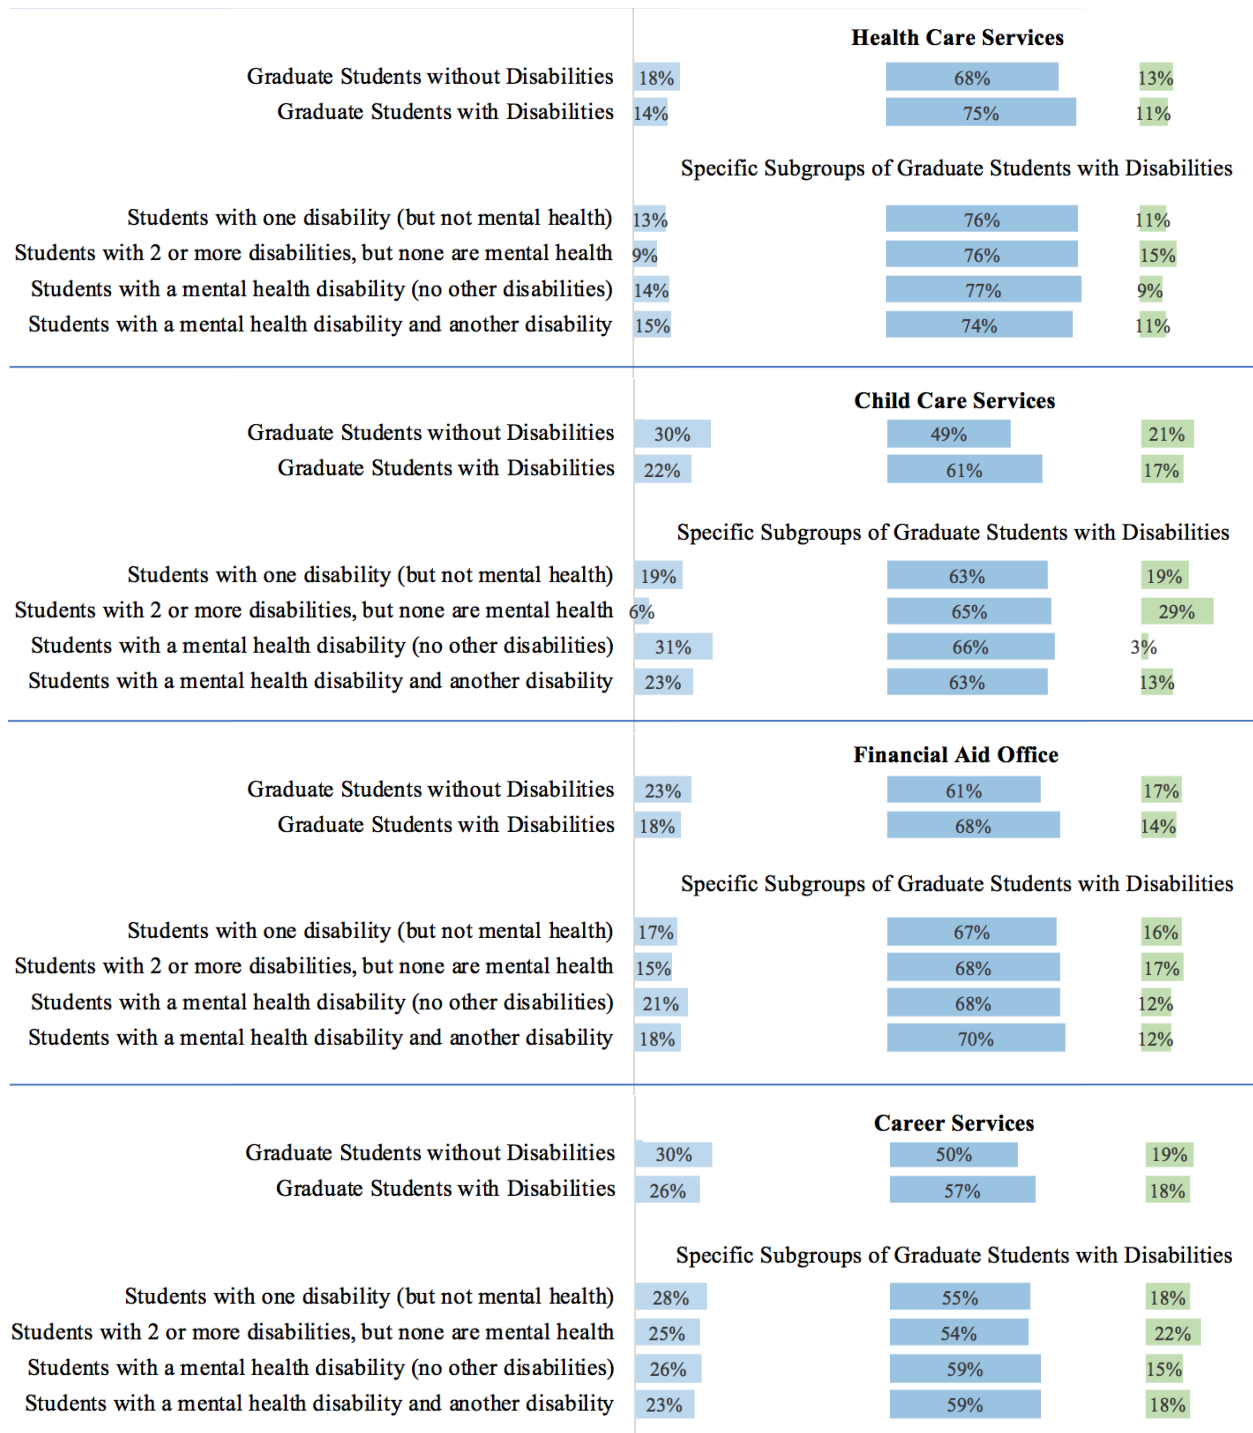 Health Care Services
Graduate Students without Disabilities 18% 68% 13%
Graduate Students with Disabilities 14% 75% 11%
Specific Subgroups of Graduate Students with Disabilities
Students with one disability (but not mental health) 13% 76% 11%
Students with 2 or more disabilities, but none are mental health 9% 76% 15%
Students with a mental health disability (no other disabilities) 14% 77% 9%
Students with a mental health disability and another disability 15% 74% 11%
Child Care Services
Graduate Students without Disabilities 30% 49% 21%
Graduate Students with Disabilities 22% 61% 17%
Specific Subgroups of Graduate Students with Disabilities
Students with one disability (but not mental health) 19% 63% 19%
Students with 2 or more disabilities, but none are mental health 6% 65% 29%
Students with a mental health disability (no other disabilities) 31% 66% 3%
Students with a mental health disability and another disability 23% 63% 13%
Financial Aid Office
Graduate Students without Disabilities 23% 61% 17%
Graduate Students with Disabilities 18% 68% 14%
Specific Subgroups of Graduate Students with Disabilities
Students with one disability (but not mental health) 17% 67% 16%
Students with 2 or more disabilities, but none are mental health 15% 68% 17%
Students with a mental health disability (no other disabilities) 21% 68% 12%
Students with a mental health disability and another disability 18% 70% 12%
Career Services
Graduate Students without Disabilities 30% 50% 19%
Graduate Students with Disabilities 26% 57% 18%
Specific Subgroups of Graduate Students with Disabilities
Students with one disability (but not mental health) 28% 55% 18%
Students with 2 or more disabilities, but none are mental health 25% 54% 22%
Students with a mental health disability (no other disabilities) 26% 59% 15%
Students with a mental health disability and another disability 23% 59% 18%